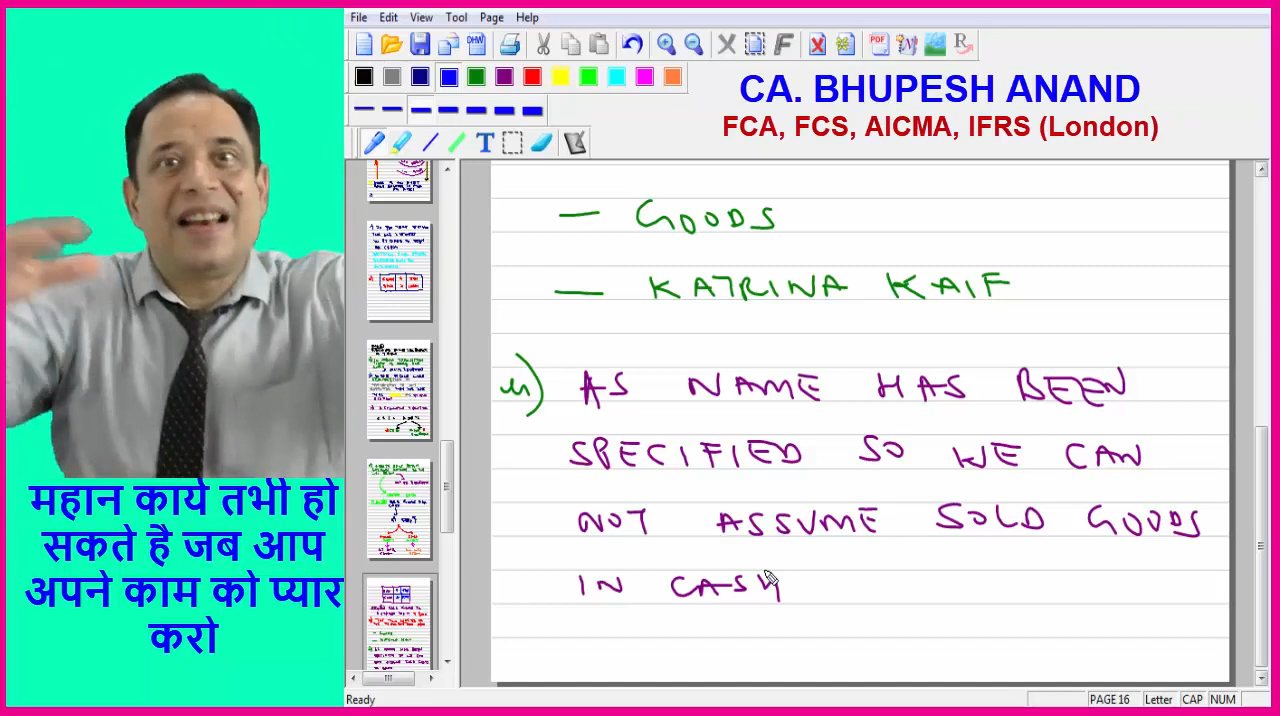 File Edit View Tool Page Help
CA. BHUPESH ANAND
FCA, FCS, AICMA, IFRS (London)
— GOODS
— KATRINA KAIF
AS NAME HAS BEEN
SPECIFIED SO WE CAN
NOT ASSUME SOLD GOODS
IN CASH
महान कार्य तभी हो
सकते है जब आप
अपने काम को प्यार
करो
Ready PAGE 16 Letter CAP NUM